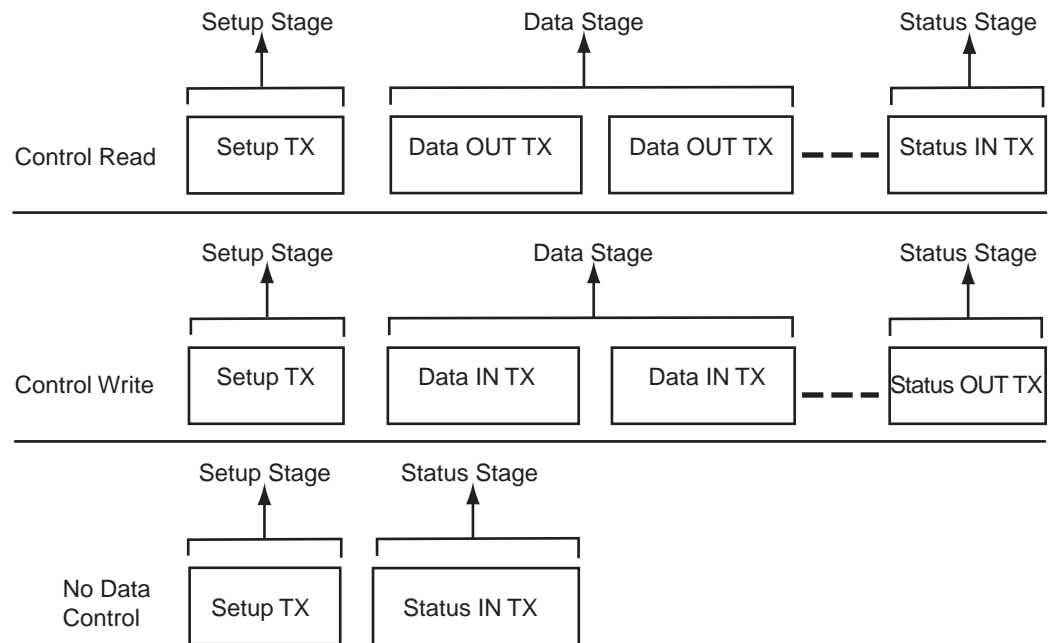 Setup Stage Data Stage Status Stage
Control Read Setup TX Data OUT TX Data OUT TX Status IN TX
Setup Stage Data Stage Status Stage
Control Write Setup TX Data IN TX Data IN TX Status OUT TX
Setup Stage Status Stage
No Data
Control Setup TX Status IN TX